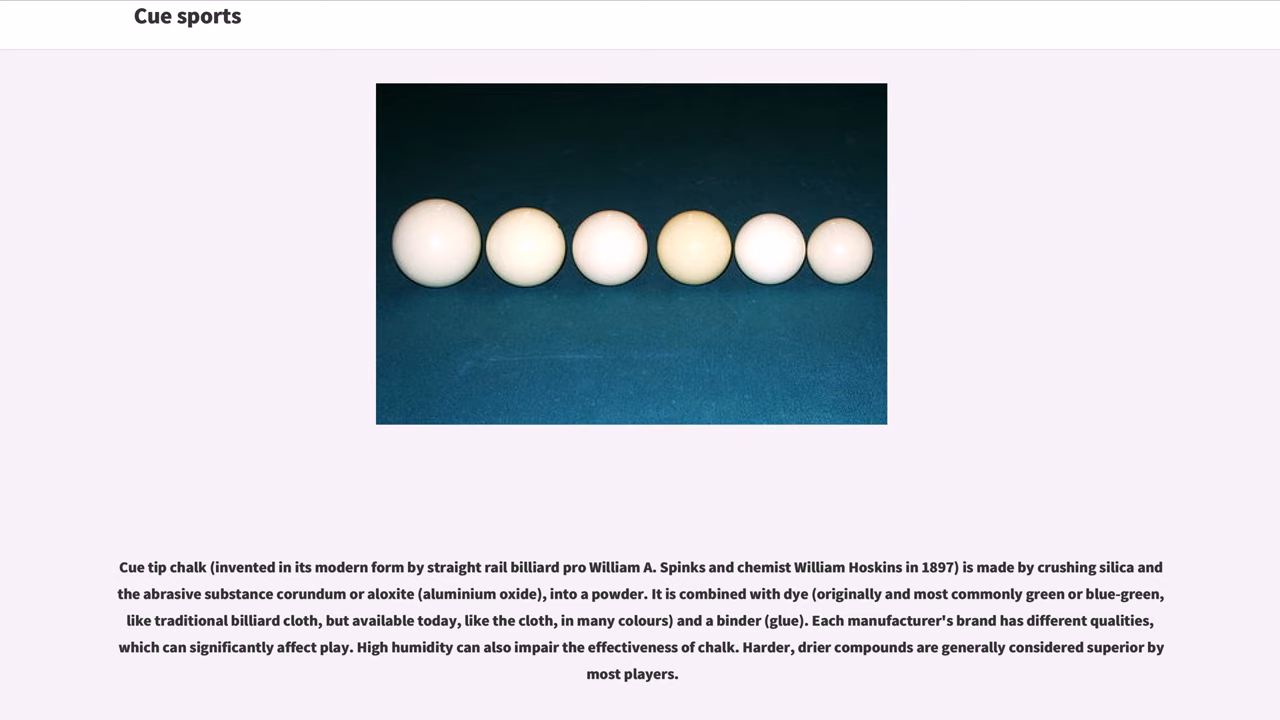 Cue sports
Cue tip chalk (invented in its modern form by straight rail billiard pro William A. Spinks and chemist William Hoskins in 1897) is made by crushing silica and
the abrasive substance corundum or aloxite (aluminium oxide), into a powder. It is combined with dye (originally and most commonly green or blue-green,
like traditional billiard cloth, but available today, like the cloth, in many colours) and a binder (glue). Each manufacturer's brand has different qualities,
which can significantly affect play. High humidity can also impair the effectiveness of chalk. Harder, drier compounds are generally considered superior by
most players.